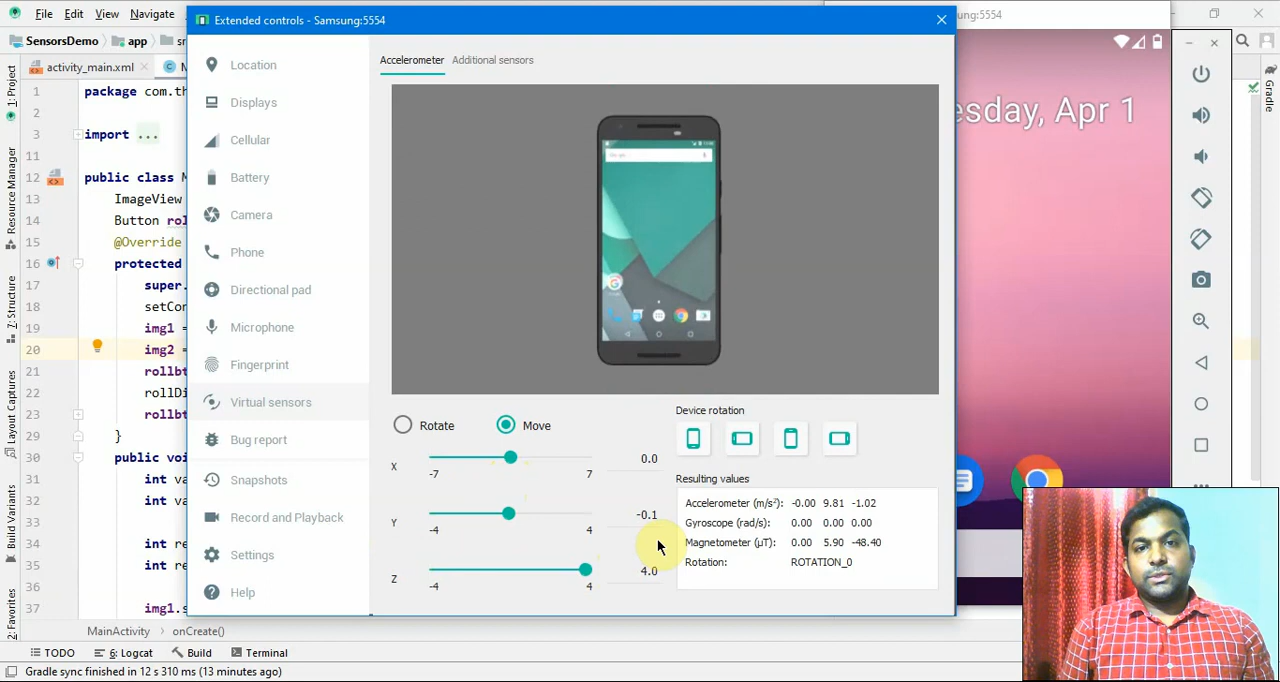 File Edit View Navigate
Extended controls - Samsung:5554
ng:5554
SensorsDemo app
activity_main.xml
1: Project
Resource Manager
Z: Structure
Layout Captures
Build Variants
2: Favorites
Gradle
1 package com.th
2
3 import ...
11
12 public class M
13 ImageView
14 Button rol
15 @Override
16 protected
17 super.
18 setCon
19 img1 =
20 img2 =
21 rollbt
22 rollDi
23 rollbt
29 }
30 public voi
31 int va
32 int va
33
34 int re
35 int re
36
37 img1.s
Location
Displays
Cellular
Battery
Camera
Phone
Directional pad
Microphone
Fingerprint
Virtual sensors
Bug report
Snapshots
Record and Playback
Settings
Help
Accelerometer Additional sensors
Rotate Move
X 0.0
-7 7
Y -0.1
-4 4
Z 4.0
-4 4
Device rotation
Resulting values
Accelerometer (m/s²): -0.00 9.81 -1.02
Gyroscope (rad/s): 0.00 0.00 0.00
Magnetometer (μT): 0.00 5.90 -48.40
Rotation: ROTATION_0
esday, Apr 1
MainActivity onCreate()
TODO 6: Logcat Build Terminal
Gradle sync finished in 12 s 310 ms (13 minutes ago)